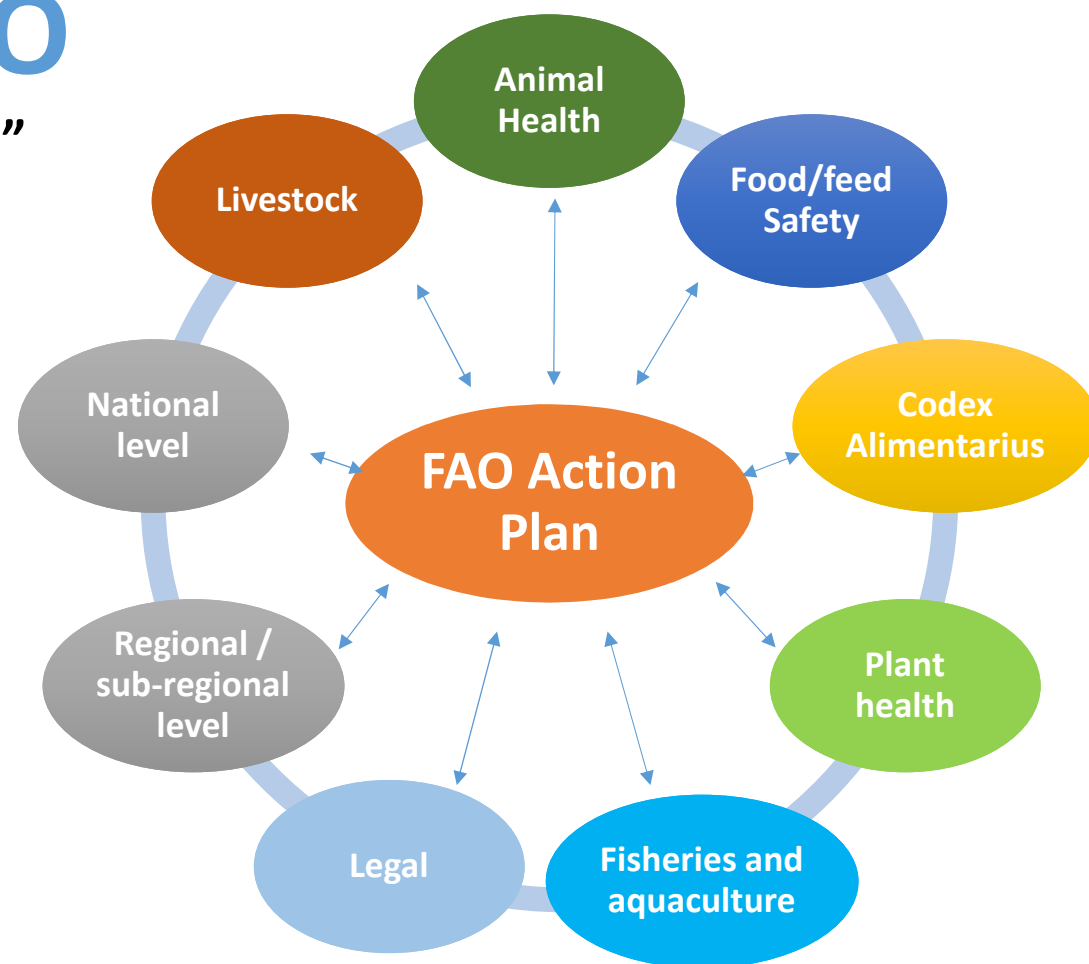 O
”
Animal
Health
Food/feed
Safety
Codex
Alimentarius
Plant
health
Fisheries and
aquaculture
Legal
Regional /
sub-regional
level
National
level
Livestock
FAO Action
Plan